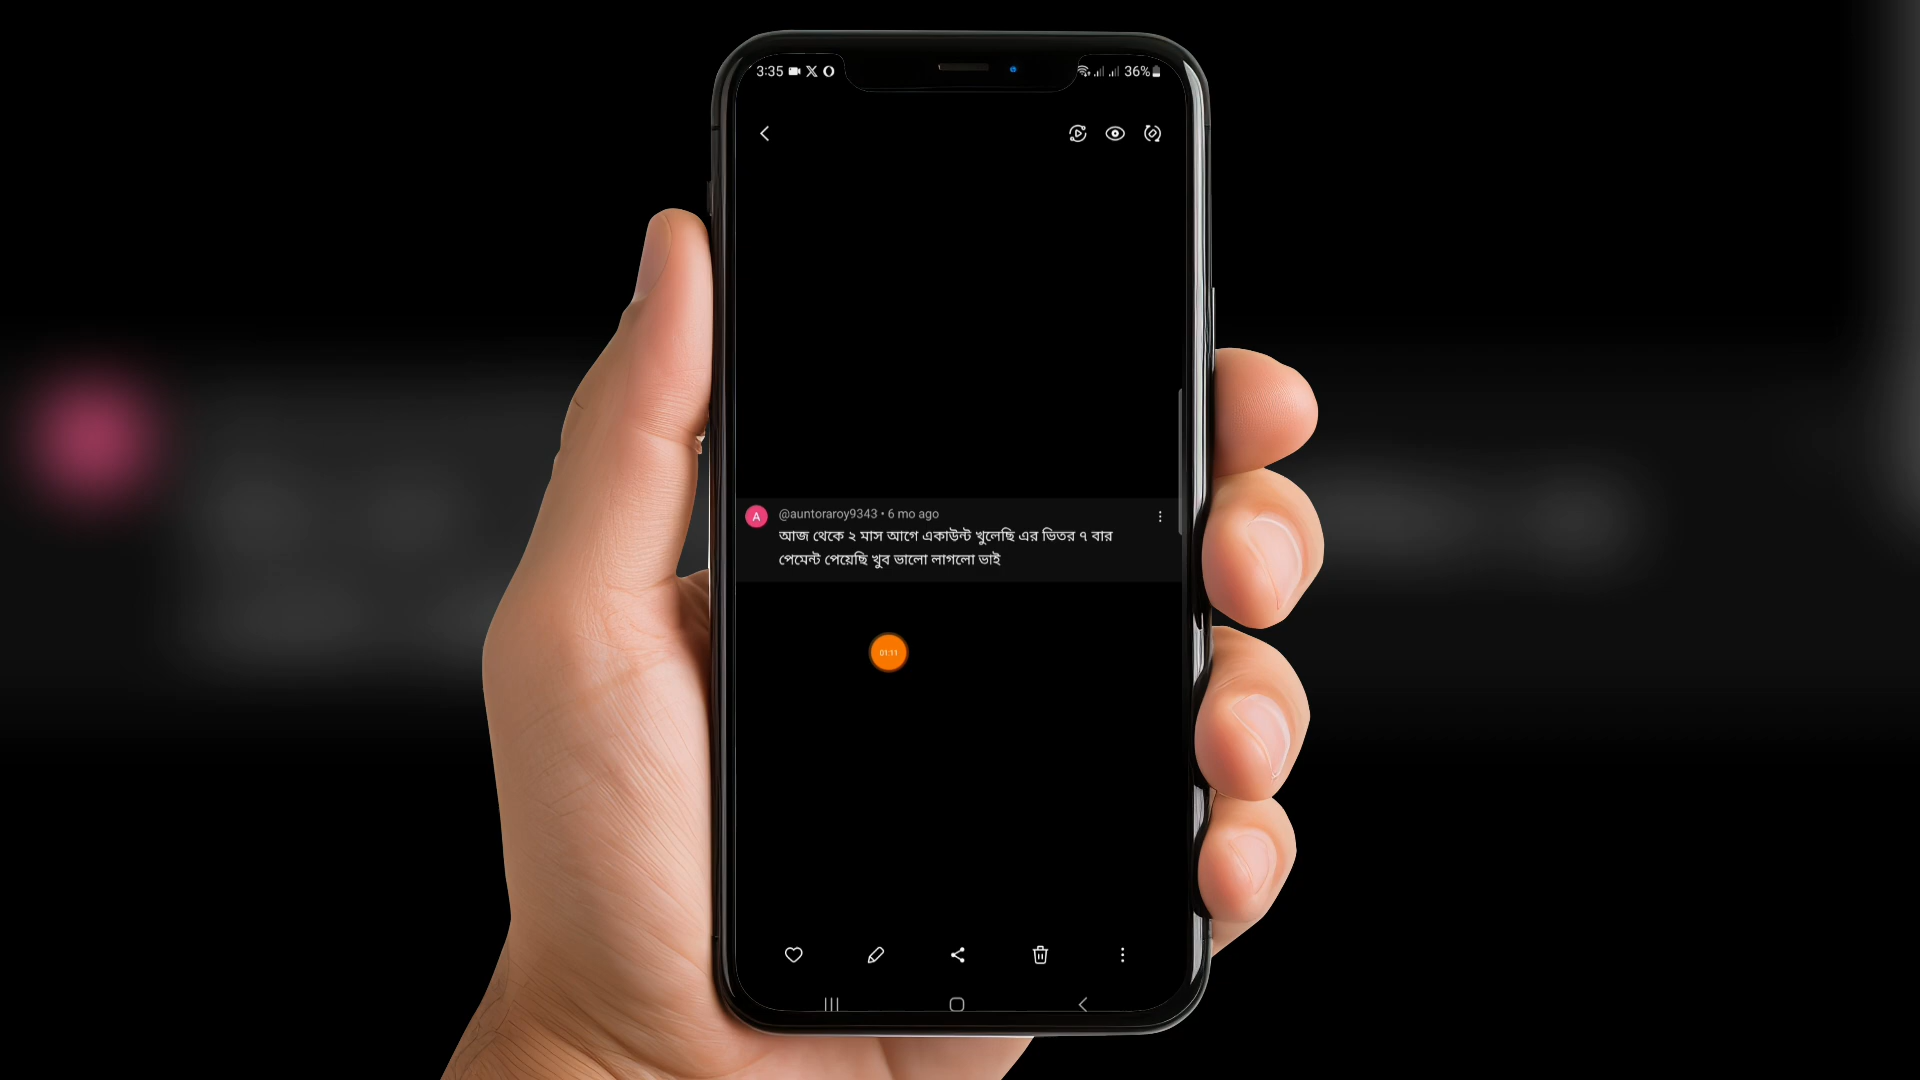 3:35
36%
A
@auntoraroy9343 • 6 mo ago
আজ থেকে ২ মাস আগে একাউন্ট খুলেছি এর ভিতর ৭ বার
পেমেন্ট পেয়েছি খুব ভালো লাগলো ভাই
01:11